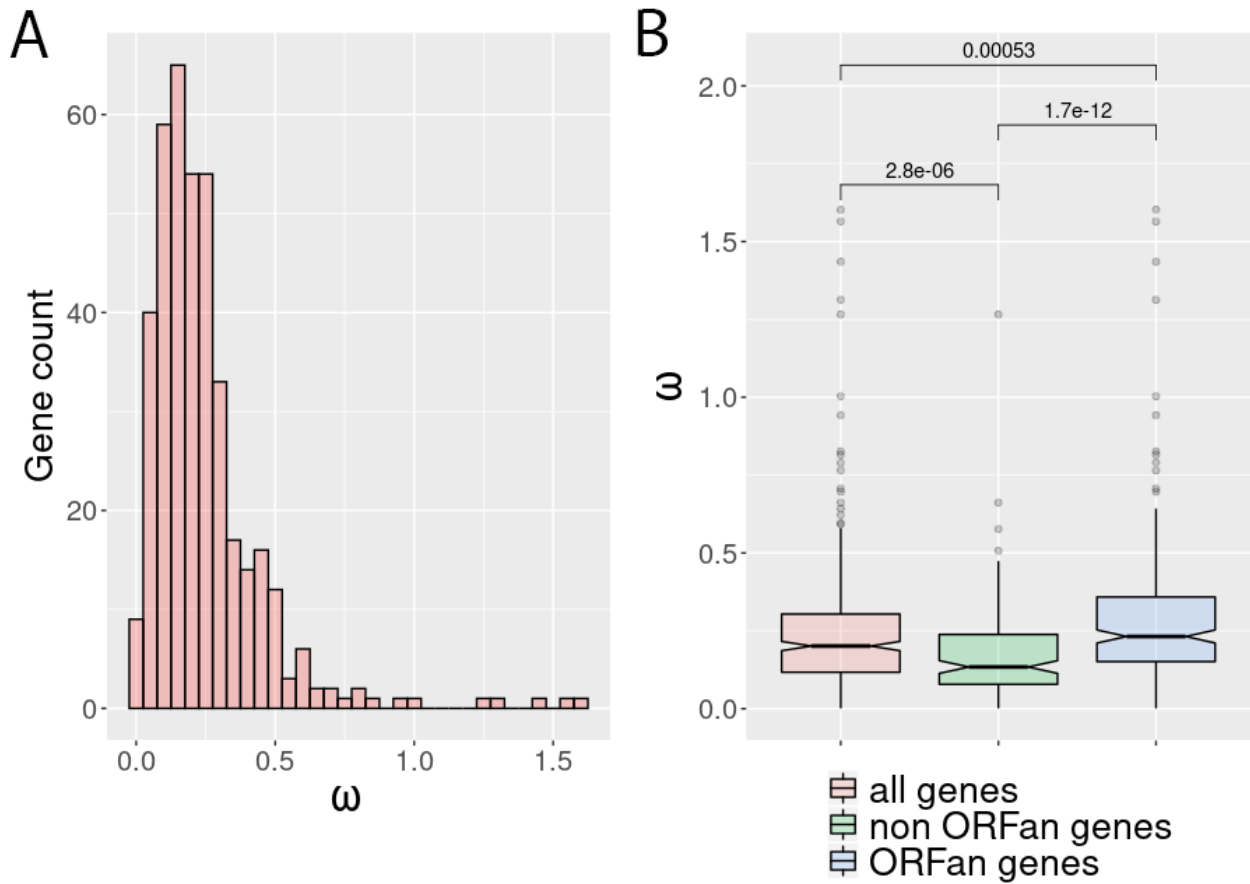 A
Gene count
60
40
20
0
0.0 0.5 1.0 1.5
ω
B
ω
2.0
1.5
1.0
0.5
0.0
0.00053
1.7e-12
2.8e-06
all genes
non ORFan genes
ORFan genes